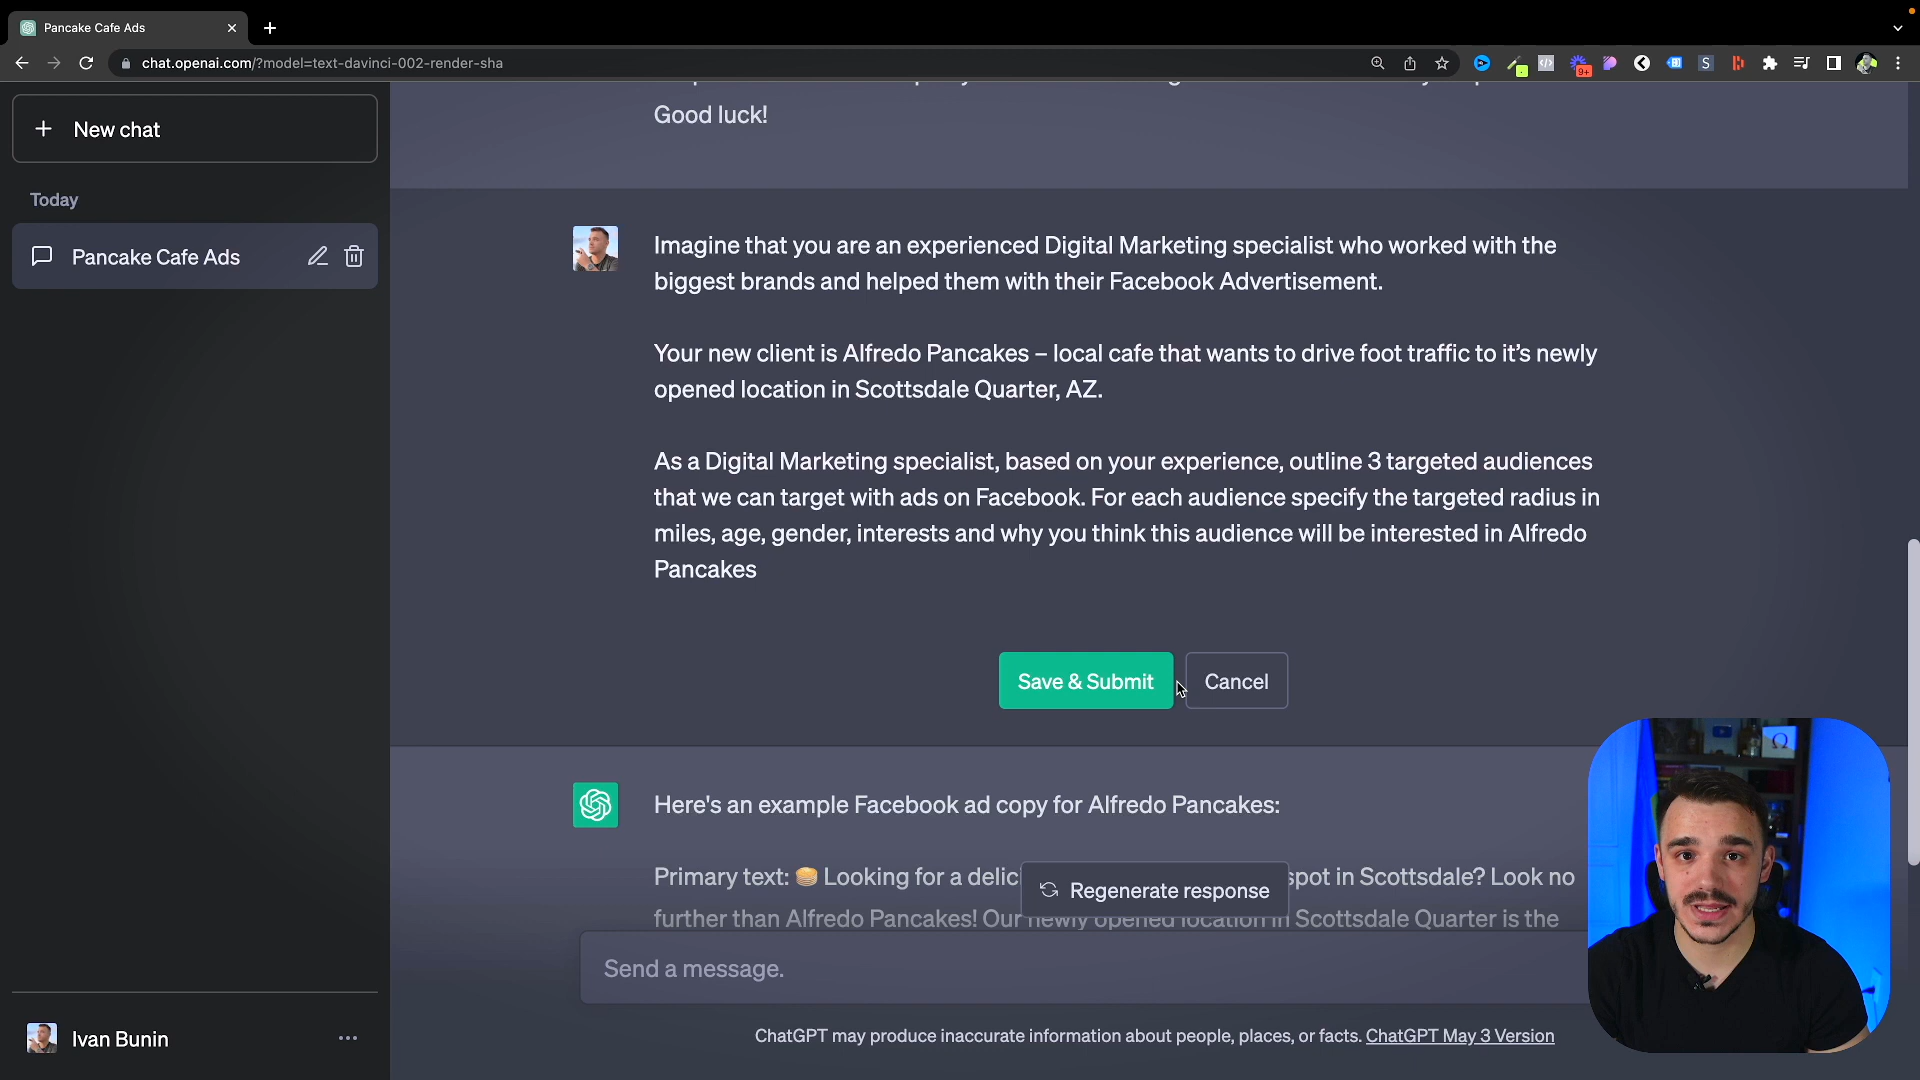 Pancake Cafe Ads
chat.openai.com/?model=text-davinci-002-render-sha
9+
S
New chat
Today
Pancake Cafe Ads
Good luck!
Imagine that you are an experienced Digital Marketing specialist who worked with the
biggest brands and helped them with their Facebook Advertisement.
Your new client is Alfredo Pancakes – local cafe that wants to drive foot traffic to it’s newly
opened location in Scottsdale Quarter, AZ.
As a Digital Marketing specialist, based on your experience, outline 3 targeted audiences
that we can target with ads on Facebook. For each audience specify the targeted radius in
miles, age, gender, interests and why you think this audience will be interested in Alfredo
Pancakes
Save & Submit
Cancel
Here's an example Facebook ad copy for Alfredo Pancakes:
Primary text: 🥞 Looking for a delic
spot in Scottsdale? Look no
Regenerate response
further than Alfredo Pancakes! Our newly opened location in Scottsdale Quarter is the
Send a message.
Ivan Bunin
ChatGPT may produce inaccurate information about people, places, or facts. ChatGPT May 3 Version